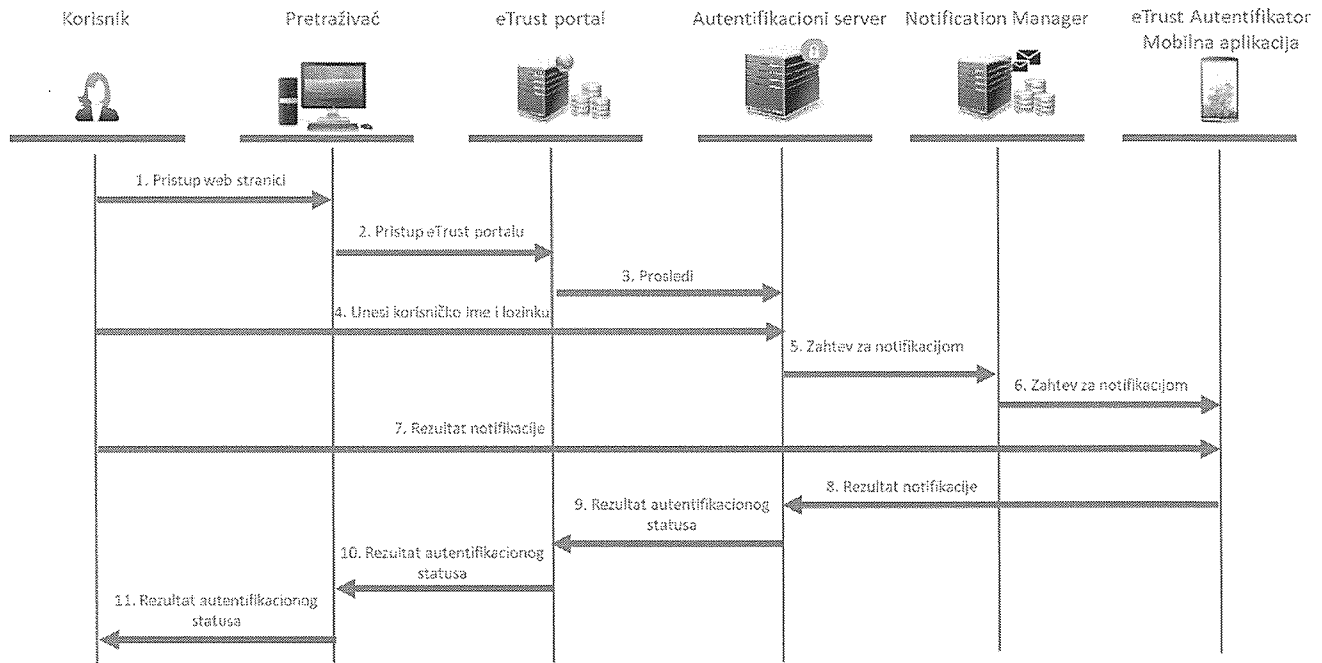 Korisnik
Pretraživač
eTrust portal
Autentifikacioni server
Notification Manager
eTrust Autentifikator
Mobilna aplikacija
1. Pristup web stranici
2. Pristup eTrust portalu
3. Prosledi
4. Unesi korisničko ime i lozinku
5. Zahtev za notifikacijom
6. Zahtev za notifikacijom
7. Rezultat notifikacije
8. Rezultat notifikacije
9. Rezultat autentifikacionog
statusa
10. Rezultat autentifikacionog
statusa
11. Rezultat autentifikacionog
statusa